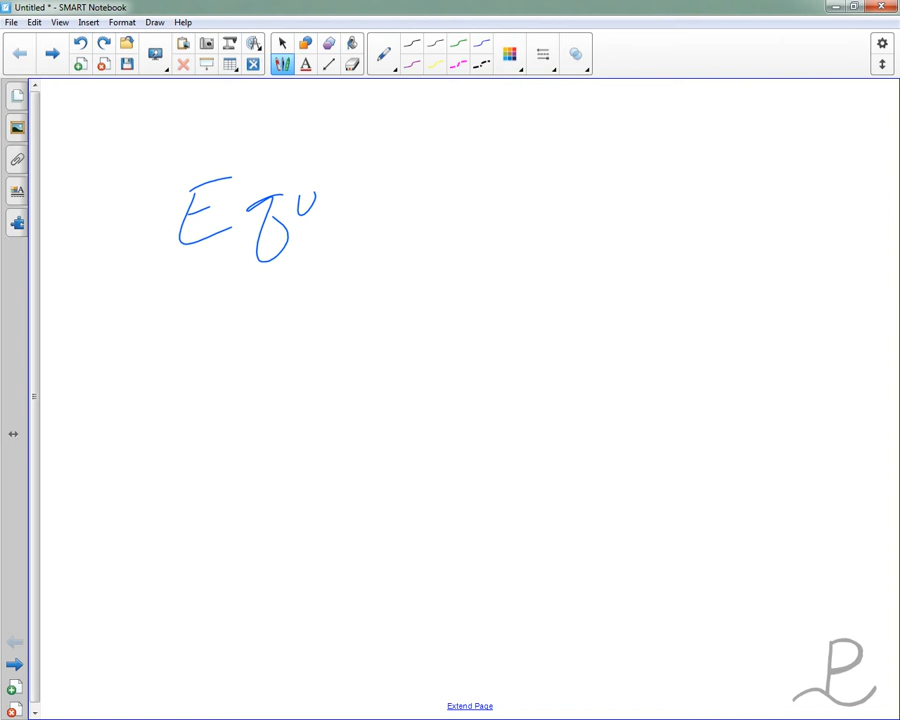 Untitled * - SMART Notebook
File Edit View Insert Format Draw Help
Equ
Extend Page